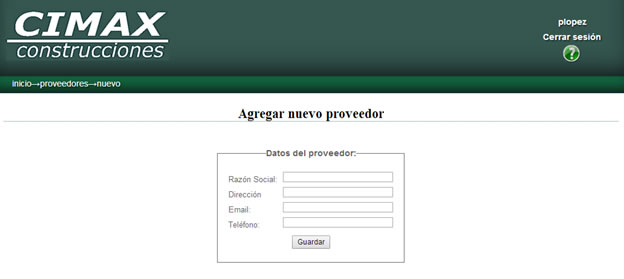 CIMAX
construcciones
plopez
Cerrar sesión
?
inicio→proveedores→nuevo
Agregar nuevo proveedor
Datos del proveedor:
Razón Social:
Dirección
Email:
Teléfono:
Guardar